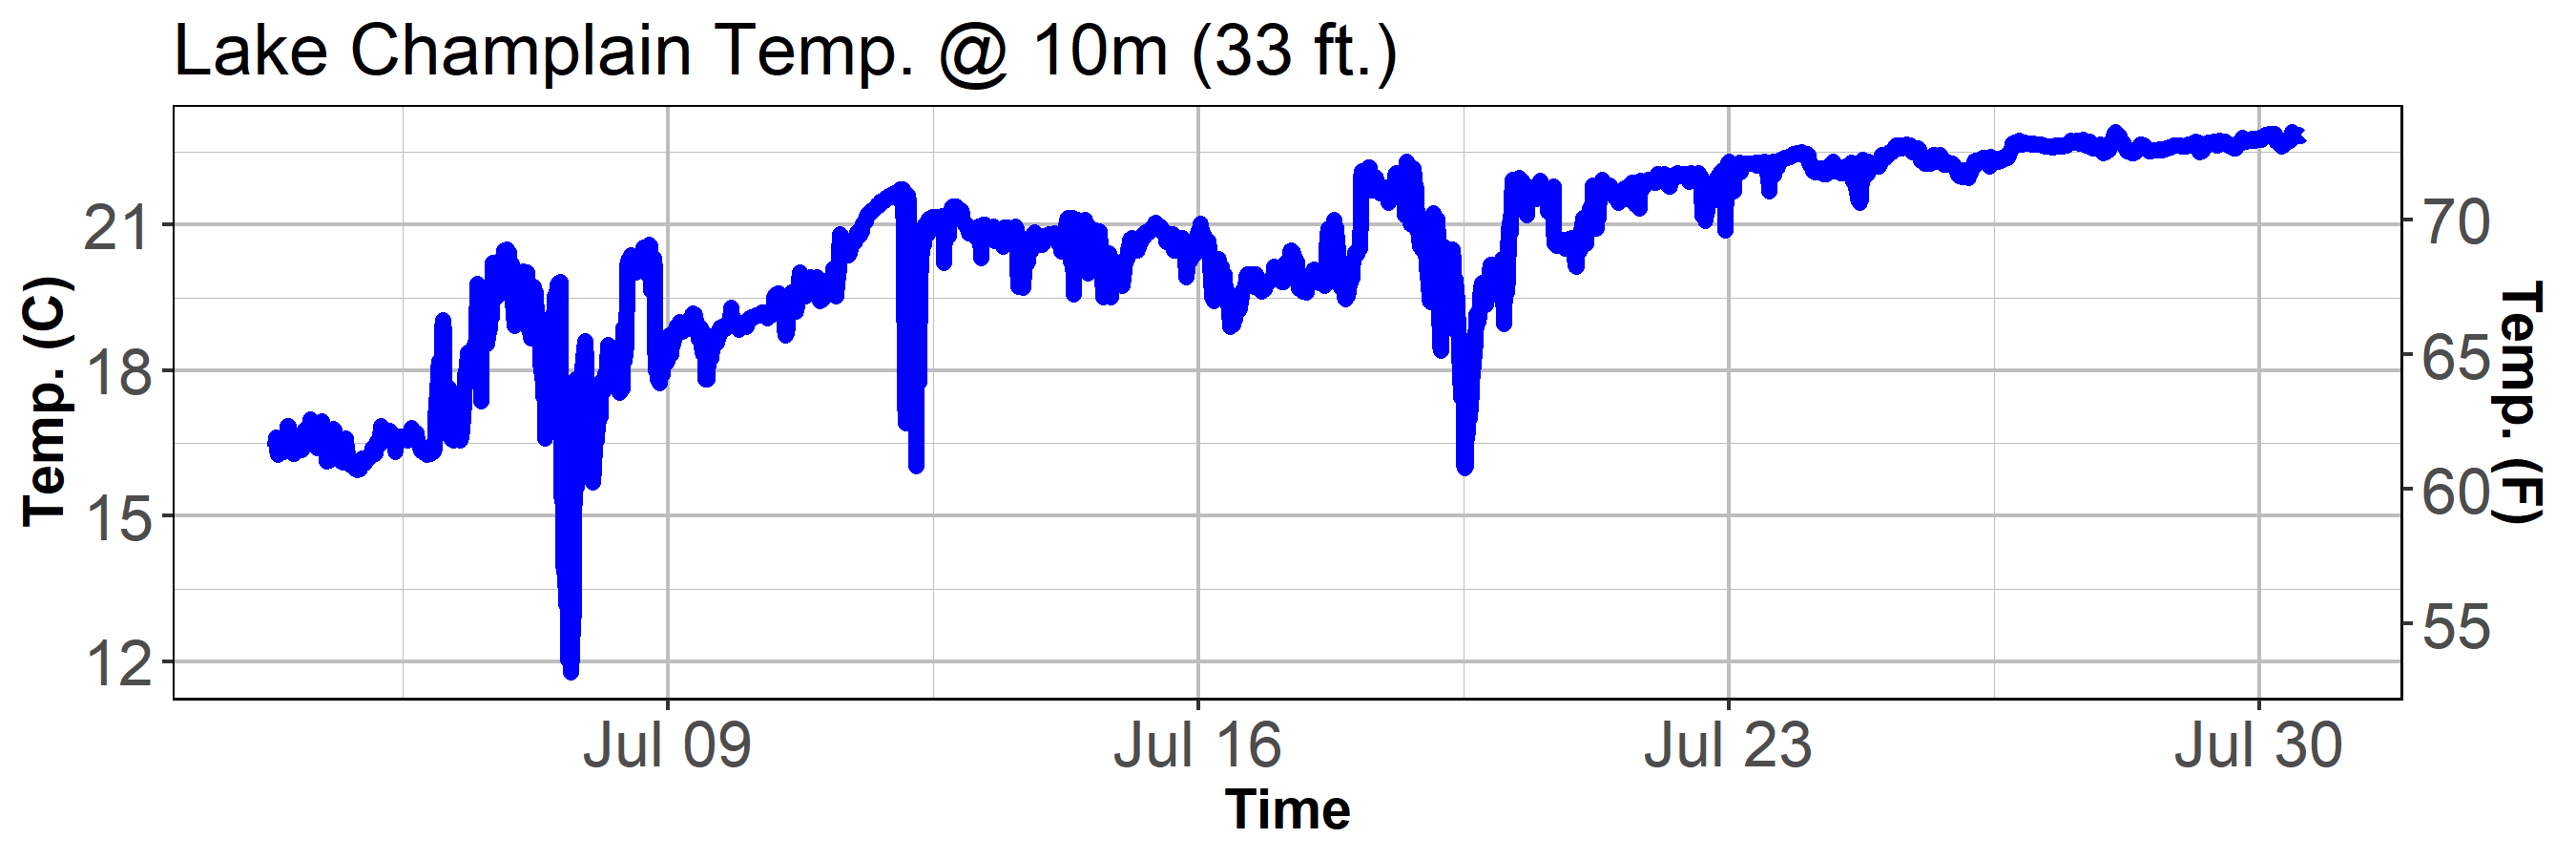 Lake Champlain Temp. @ 10m (33 ft.)
Temp. (C)
21
18
15
12
70
65
60
55
Temp. (F)
Jul 09 Jul 16 Jul 23 Jul 30
Time